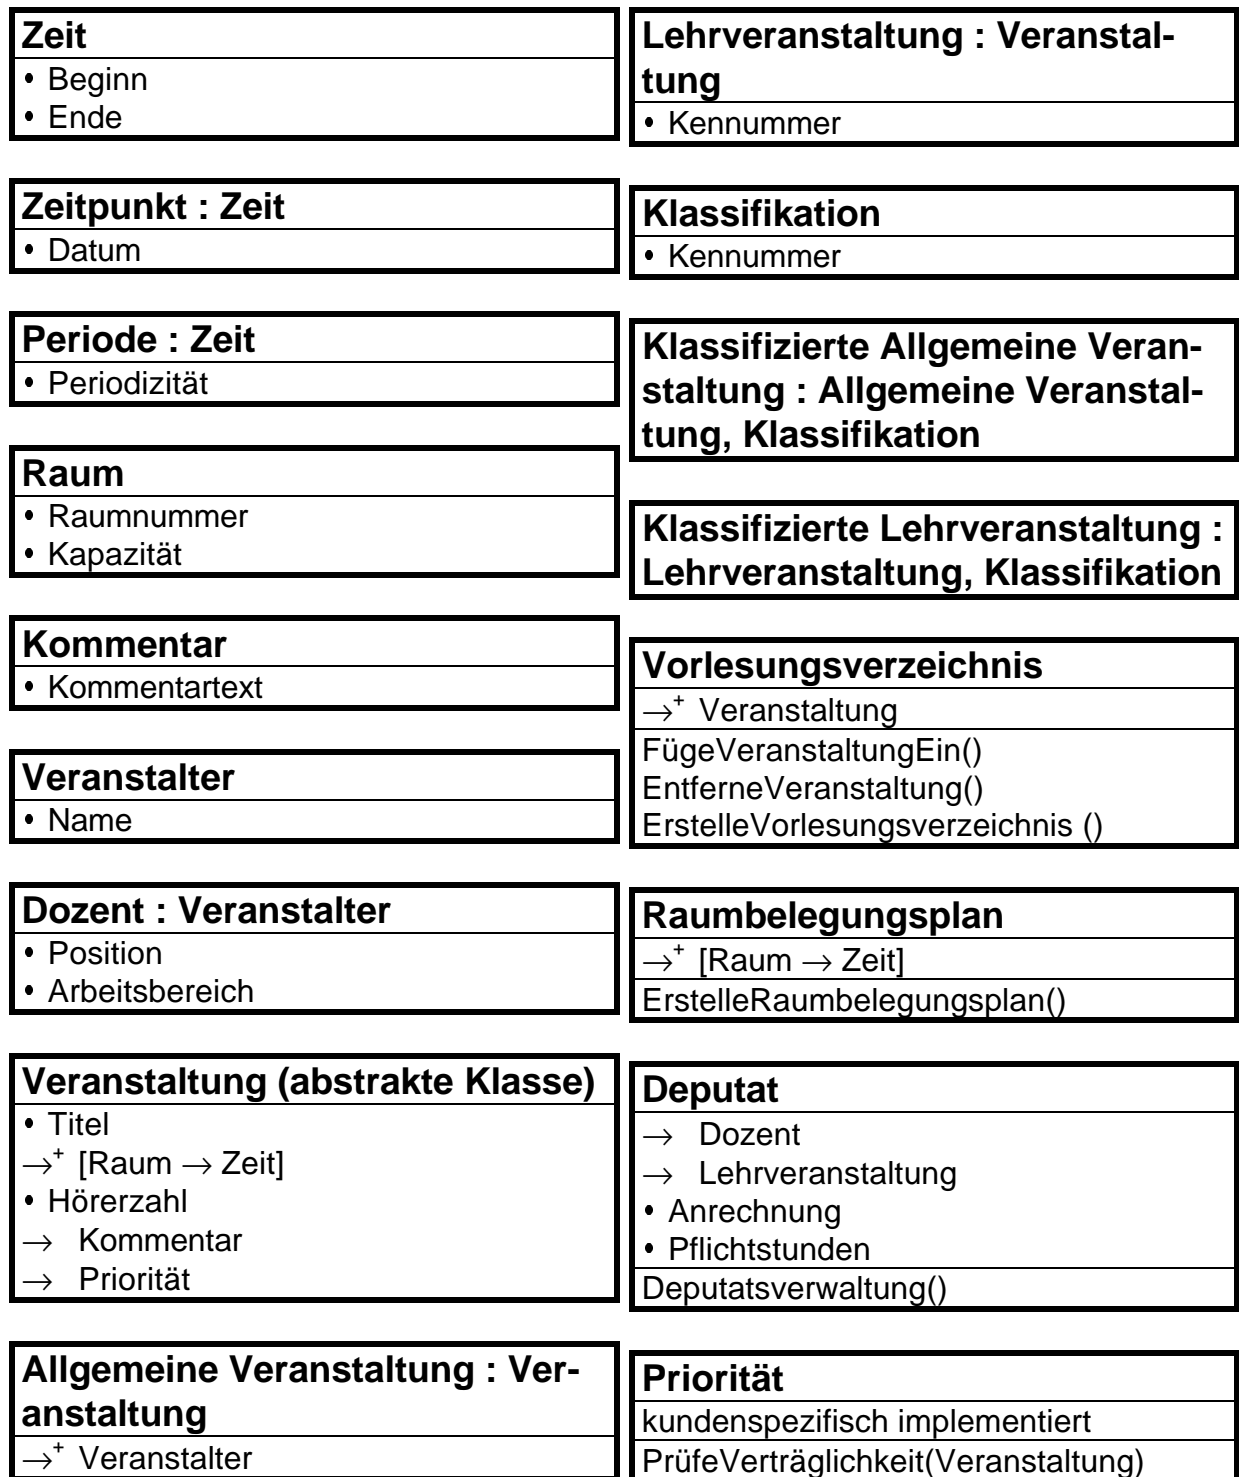 Zeit
• Beginn
• Ende
Zeitpunkt : Zeit
• Datum
Periode : Zeit
• Periodizität
Raum
• Raumnummer
• Kapazität
Kommentar
• Kommentartext
Veranstalter
• Name
Dozent : Veranstalter
• Position
• Arbeitsbereich
Veranstaltung (abstrakte Klasse)
• Titel
→⁺ [Raum → Zeit]
• Hörerzahl
→ Kommentar
→ Priorität
Allgemeine Veranstaltung : Ver-
anstaltung
→⁺ Veranstalter
Lehrveranstaltung : Veranstal-
tung
• Kennummer
Klassifikation
• Kennummer
Klassifizierte Allgemeine Veran-
staltung : Allgemeine Veranstal-
tung, Klassifikation
Klassifizierte Lehrveranstaltung :
Lehrveranstaltung, Klassifikation
Vorlesungsverzeichnis
→⁺ Veranstaltung
FügeVeranstaltungEin()
EntferneVeranstaltung()
ErstelleVorlesungsverzeichnis ()
Raumbelegungsplan
→⁺ [Raum → Zeit]
ErstelleRaumbelegungsplan()
Deputat
→ Dozent
→ Lehrveranstaltung
• Anrechnung
• Pflichtstunden
Deputatsverwaltung()
Priorität
kundenspezifisch implementiert
PrüfeVerträglichkeit(Veranstaltung)